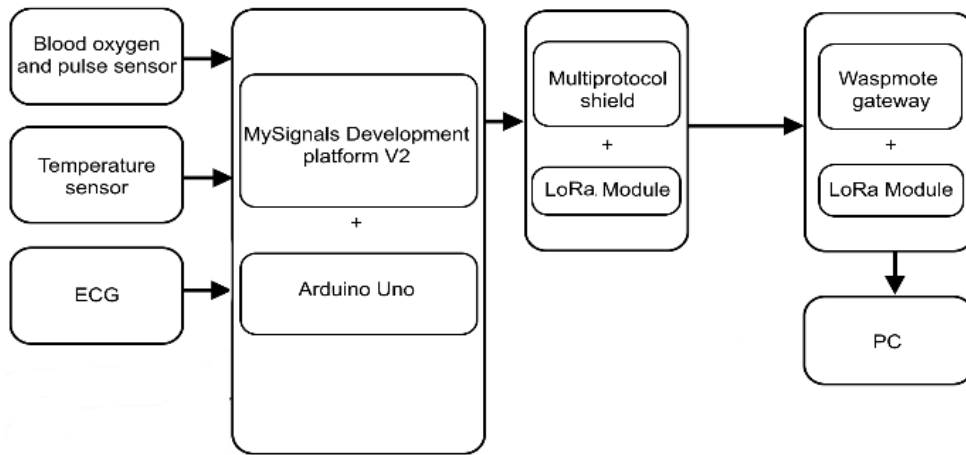 Blood oxygen
and pulse sensor
Temperature
sensor
ECG
MySignals Development
platform V2
+
Arduino Uno
Multiprotocol
shield
+
LoRa. Module
Waspmote
gateway
+
LoRa Module
PC